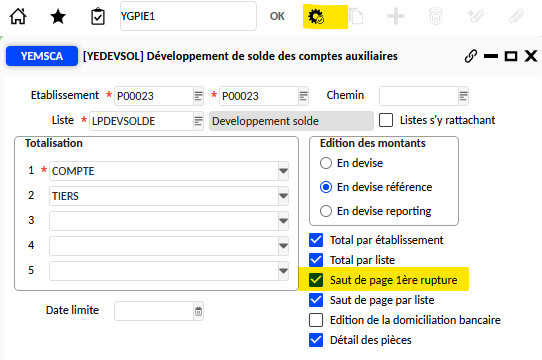 YGPIE1 OK
YEMSCA [YEDEVSOL] Développement de solde des comptes auxiliaires
Etablissement * P00023 * P00023 Chemin
Liste * LPDEVSOLDE Developpement solde Listes s'y rattachant
Totalisation
1 * COMPTE
2 TIERS
3
4
5
Date limite
Edition des montants
En devise
En devise référence
En devise reporting
Total par établissement
Total par liste
Saut de page 1ère rupture
Saut de page par liste
Edition de la domiciliation bancaire
Détail des pièces